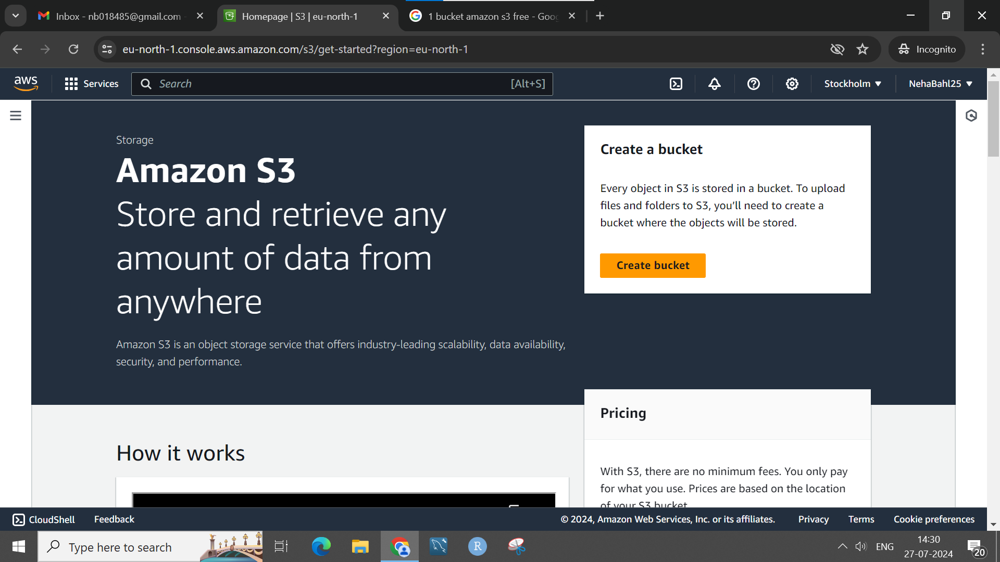 Inbox - nb018485@gmail.com -
Homepage | S3 | eu-north-1
1 bucket amazon s3 free - Goog
eu-north-1.console.aws.amazon.com/s3/get-started?region=eu-north-1
Incognito
aws
Services
Search
[Alt+S]
Stockholm
NehaBahl25
Storage
Amazon S3
Store and retrieve any
amount of data from
anywhere
Amazon S3 is an object storage service that offers industry-leading scalability, data availability,
security, and performance.
Create a bucket
Every object in S3 is stored in a bucket. To upload
files and folders to S3, you’ll need to create a
bucket where the objects will be stored.
Create bucket
How it works
Pricing
With S3, there are no minimum fees. You only pay
for what you use. Prices are based on the location
of your S3 bucket
CloudShell
Feedback
© 2024, Amazon Web Services, Inc. or its affiliates.
Privacy
Terms
Cookie preferences
Type here to search
R
ENG
14:30
27-07-2024
20